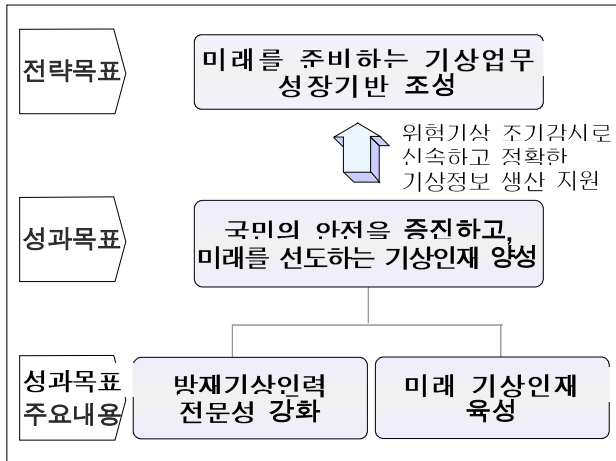 전략목표
미래를 준비하는 기상업무
성장기반 조성
위험기상 조기감시로
신속하고 정확한
기상정보 생산 지원
성과목표
국민의 안전을 증진하고,
미래를 선도하는 기상인재 양성
성과목표
주요내용
방재기상인력
전문성 강화
미래 기상인재
육성